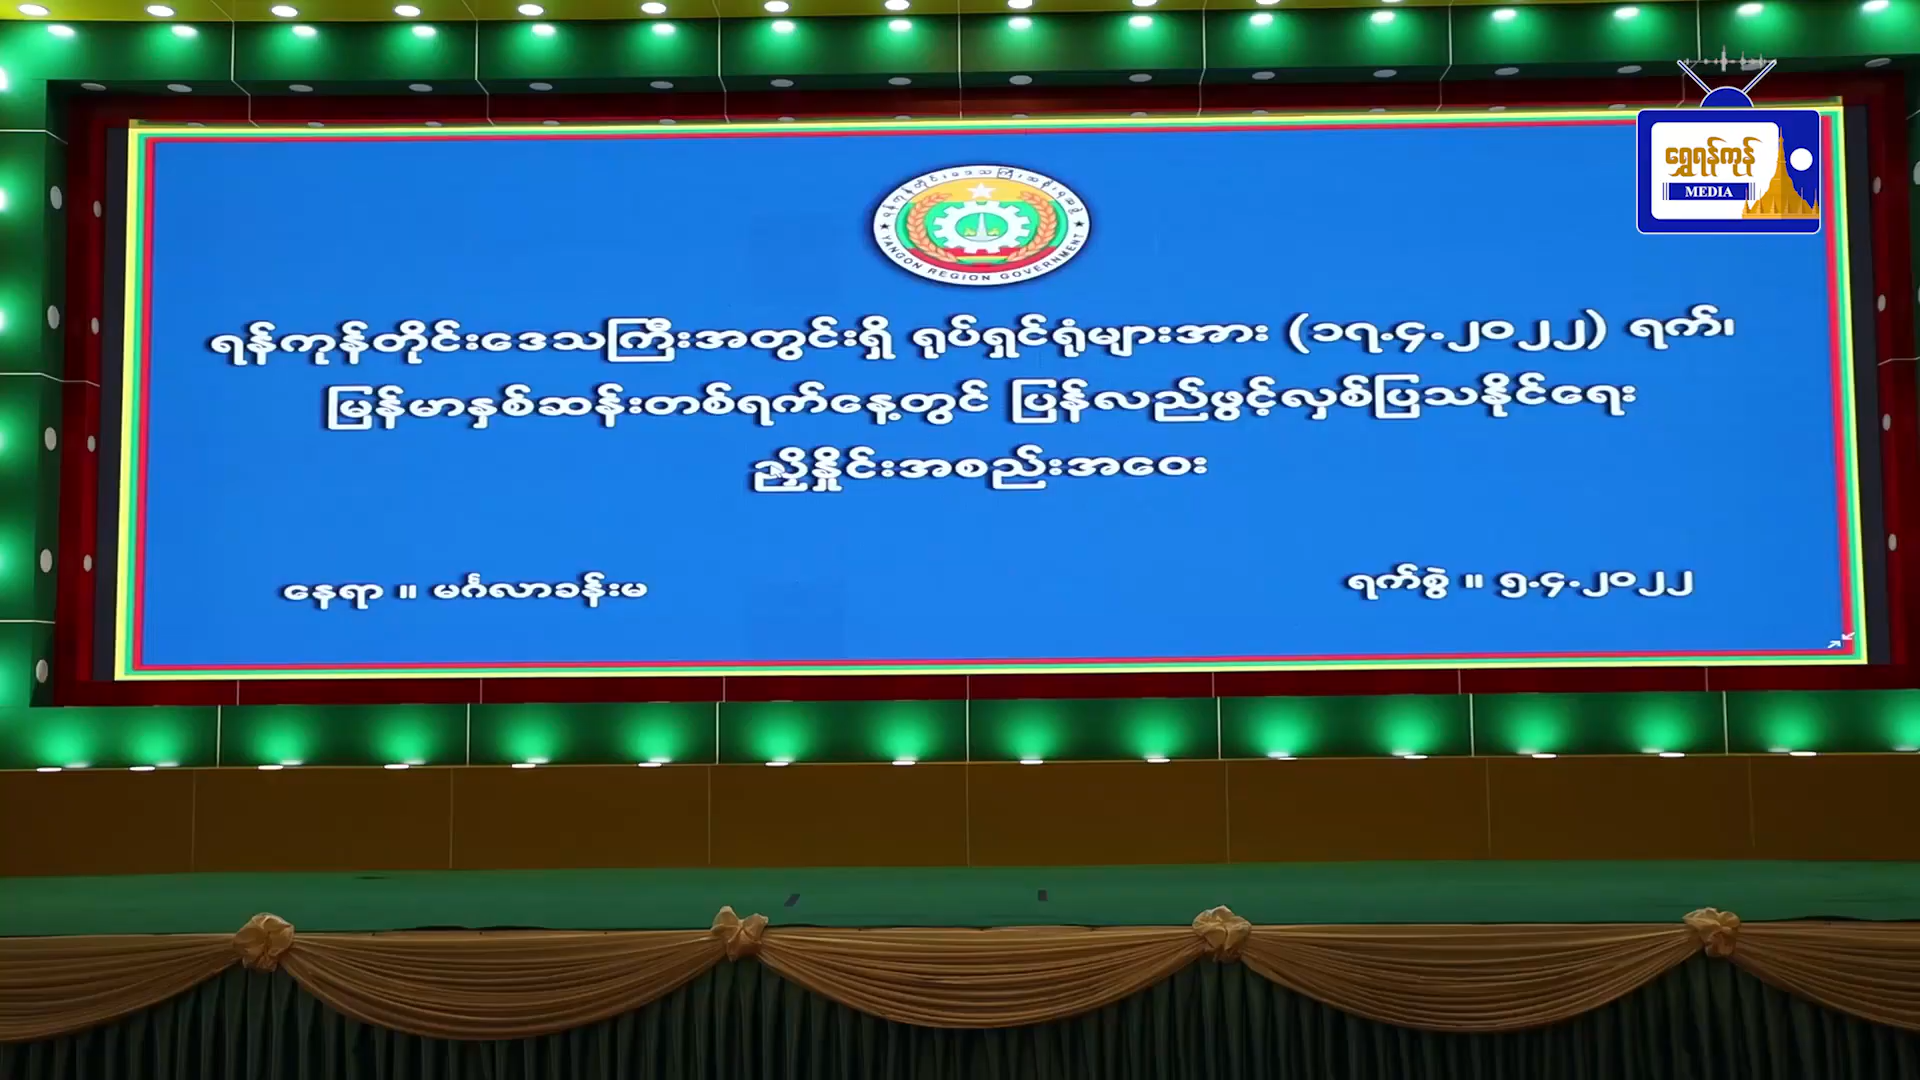 ရွှေရန်ကုန်
MEDIA
YANGON REGION GOVERNMENT
ရန်ကုန်တိုင်းဒေသကြီးအတွင်းရှိ ရုပ်ရှင်ရုံများအား (၁၇.၄.၂၀၂၂) ရက်၊
မြန်မာနှစ်ဆန်းတစ်ရက်နေ့တွင် ပြန်လည်ဖွင့်လှစ်ပြသနိုင်ရေး
ညှိနှိုင်းအစည်းအဝေး
နေရာ ။ မင်္ဂလာခန်းမ
ရက်စွဲ ။ ၅.၄.၂၀၂၂